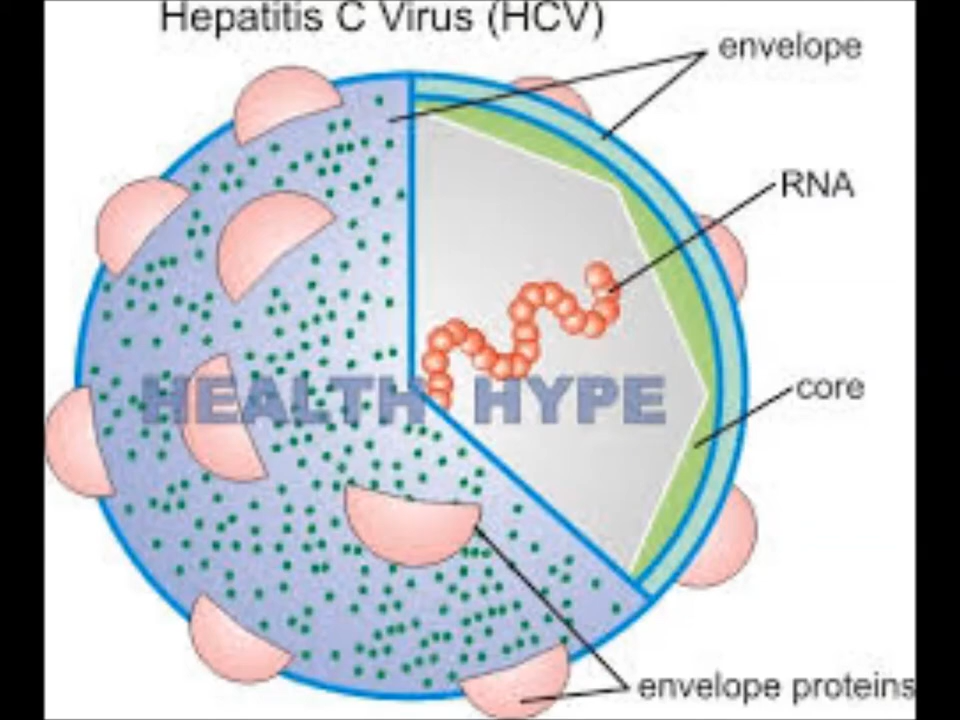 Hepatitis C Virus (HCV)
envelope
RNA
HEALTH HYPE
core
envelope proteins